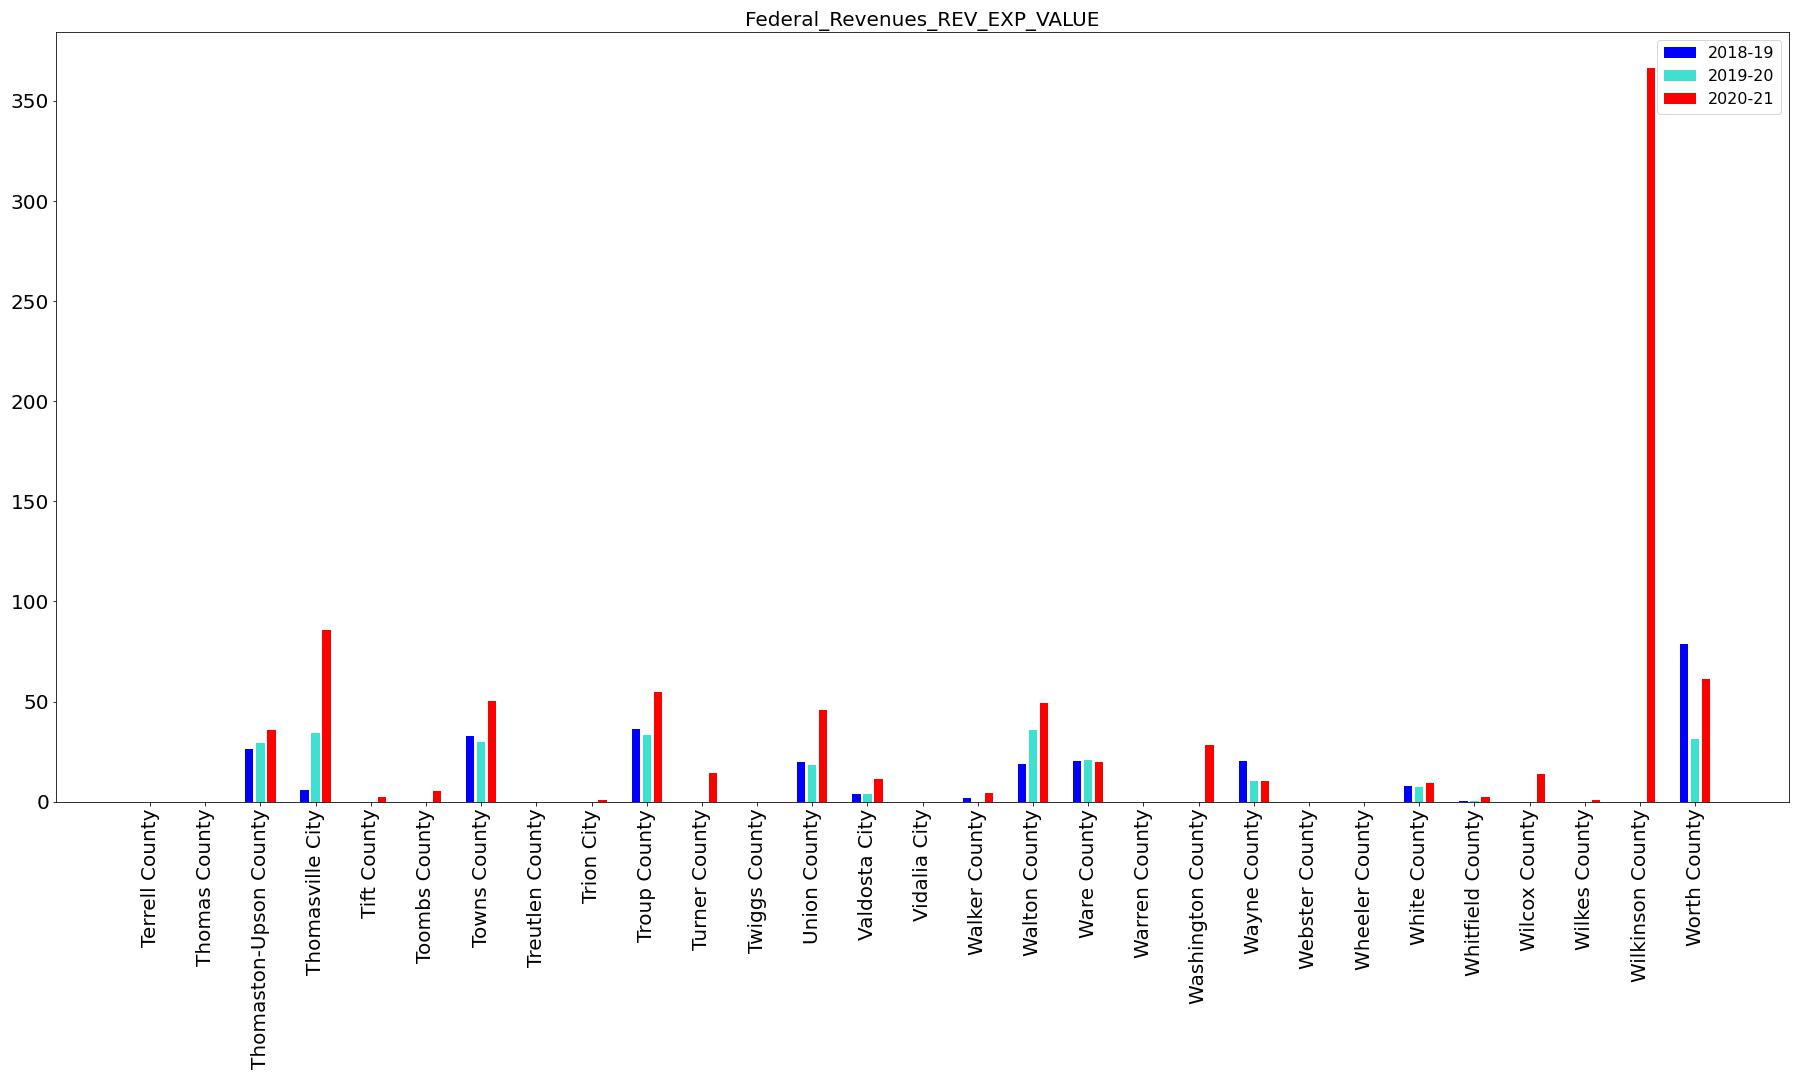 Federal_Revenues_REV_EXP_VALUE
2018-19
2019-20
2020-21
350
300
250
200
150
100
50
0
Terrell County
Thomas County
Thomaston-Upson County
Thomasville City
Tift County
Toombs County
Towns County
Treutlen County
Trion City
Troup County
Turner County
Twiggs County
Union County
Valdosta City
Vidalia City
Walker County
Walton County
Ware County
Warren County
Washington County
Wayne County
Webster County
Wheeler County
White County
Whitfield County
Wilcox County
Wilkes County
Wilkinson County
Worth County